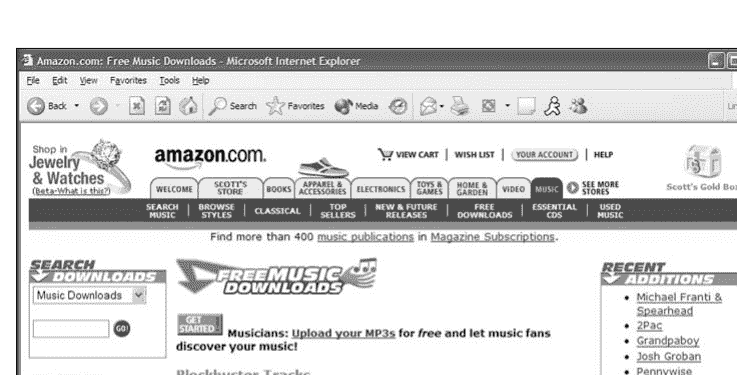 Amazon.com: Free Music Downloads - Microsoft Internet Explorer
File Edit View Favorites Tools Help
Back Search Favorites Media
Shop in
Jewelry
& Watches
(Beta-What is this?)
amazon.com.
VIEW CART | WISH LIST | YOUR ACCOUNT | HELP
WELCOME
SCOTT'S STORE
BOOKS
APPAREL & ACCESSORIES
ELECTRONICS
TOYS & GAMES
HOME & GARDEN
VIDEO
MUSIC
SEE MORE STORES
Scott's Gold Box
SEARCH MUSIC | BROWSE STYLES | CLASSICAL | TOP SELLERS | NEW & FUTURE RELEASES | FREE DOWNLOADS | ESSENTIAL CDS | USED MUSIC
Find more than 400 music publications in Magazine Subscriptions.
SEARCH
DOWNLOADS
Music Downloads
GO!
FREE MUSIC
DOWNLOADS
GET STARTED
Musicians: Upload your MP3s for free and let music fans
discover your music!
Blockbuster Tracks
RECENT
ADDITIONS
• Michael Franti &
Spearhead
• 2Pac
• Grandpaboy
• Josh Groban
• Pennywise